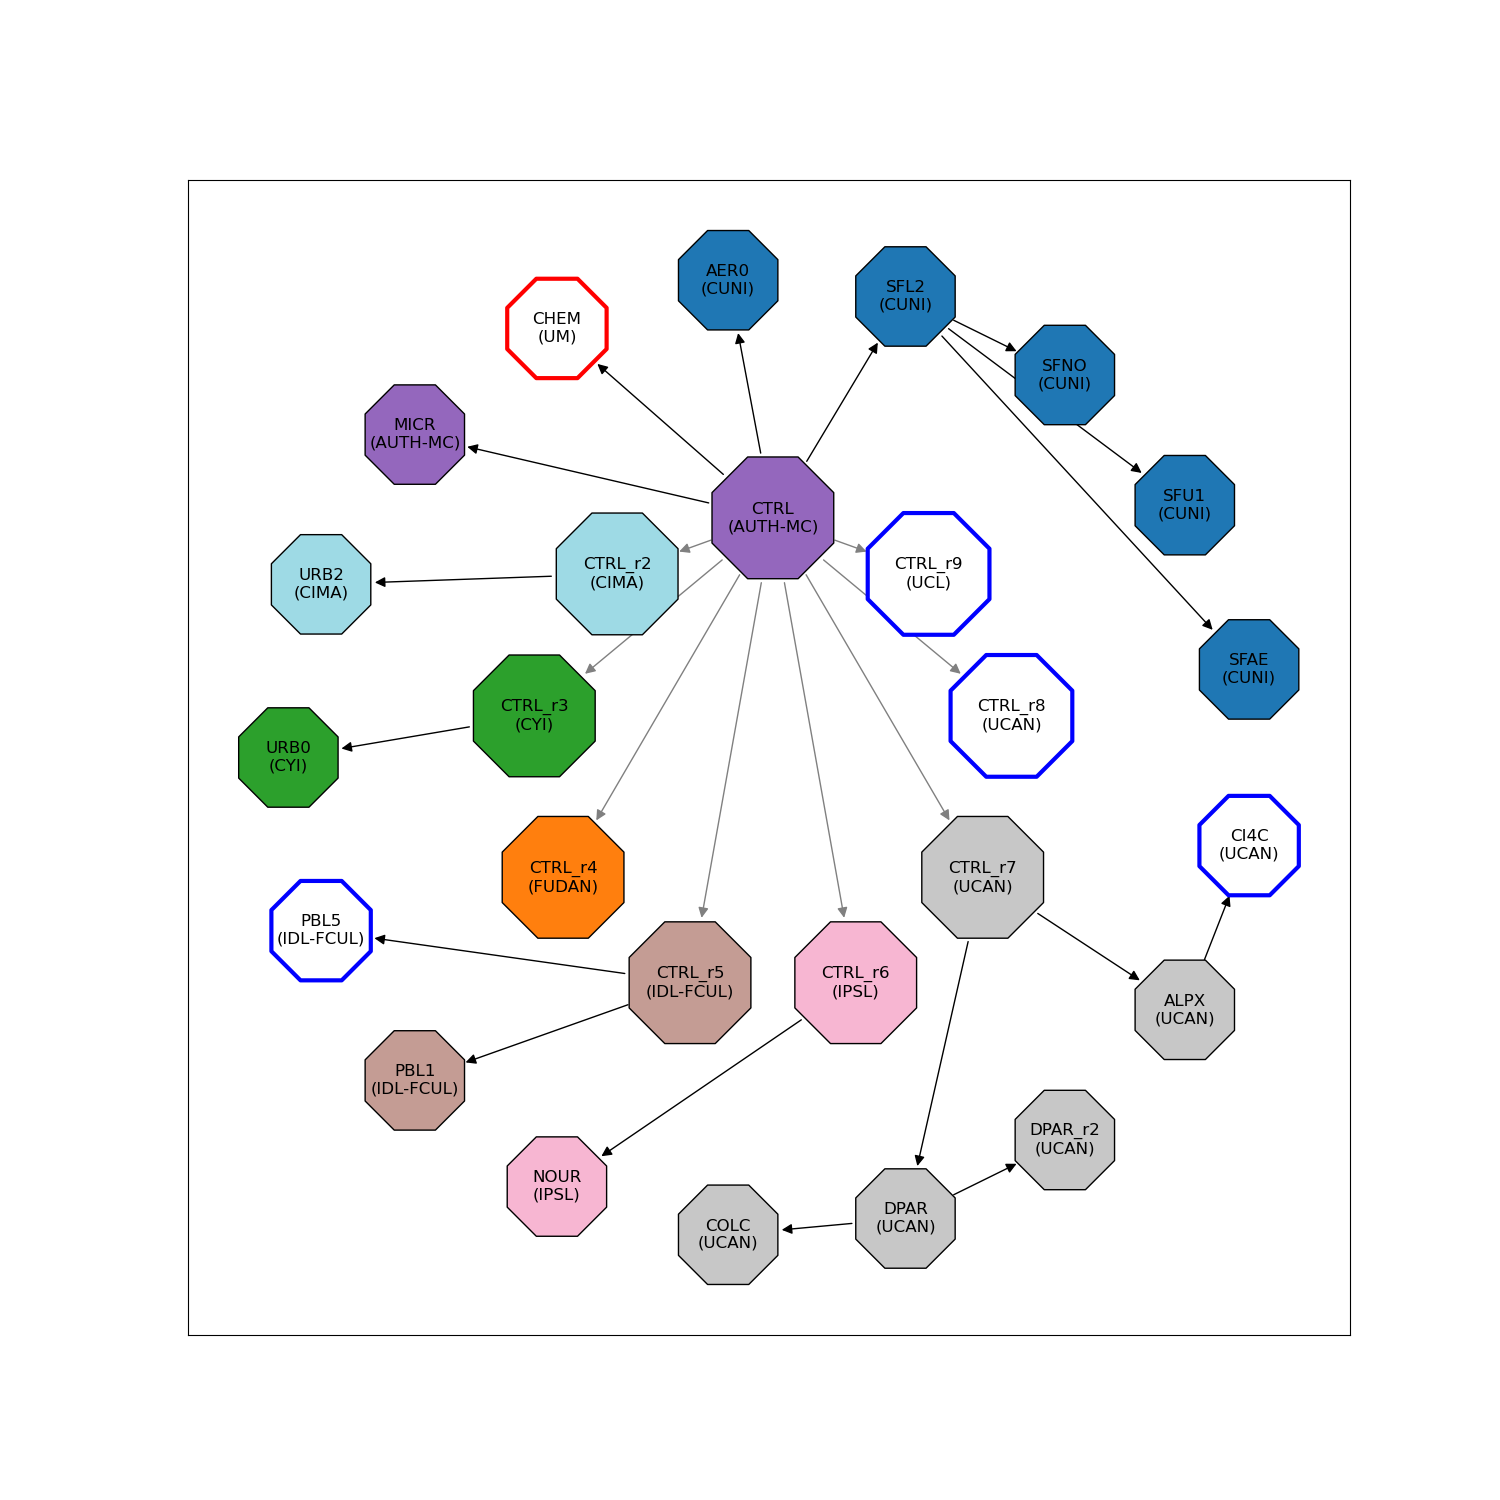 AER0
(CUNI)
SFL2
(CUNI)
CHEM
(UM)
SFNO
(CUNI)
MICR
(AUTH-MC)
CTRL
(AUTH-MC)
SFU1
(CUNI)
CTRL_r2
(CIMA)
CTRL_r9
(UCL)
URB2
(CIMA)
SFAE
(CUNI)
CTRL_r3
(CYI)
CTRL_r8
(UCAN)
URB0
(CYI)
CI4C
(UCAN)
CTRL_r4
(FUDAN)
CTRL_r7
(UCAN)
PBL5
(IDL-FCUL)
CTRL_r5
(IDL-FCUL)
CTRL_r6
(IPSL)
ALPX
(UCAN)
PBL1
(IDL-FCUL)
DPAR_r2
(UCAN)
NOUR
(IPSL)
DPAR
(UCAN)
COLC
(UCAN)